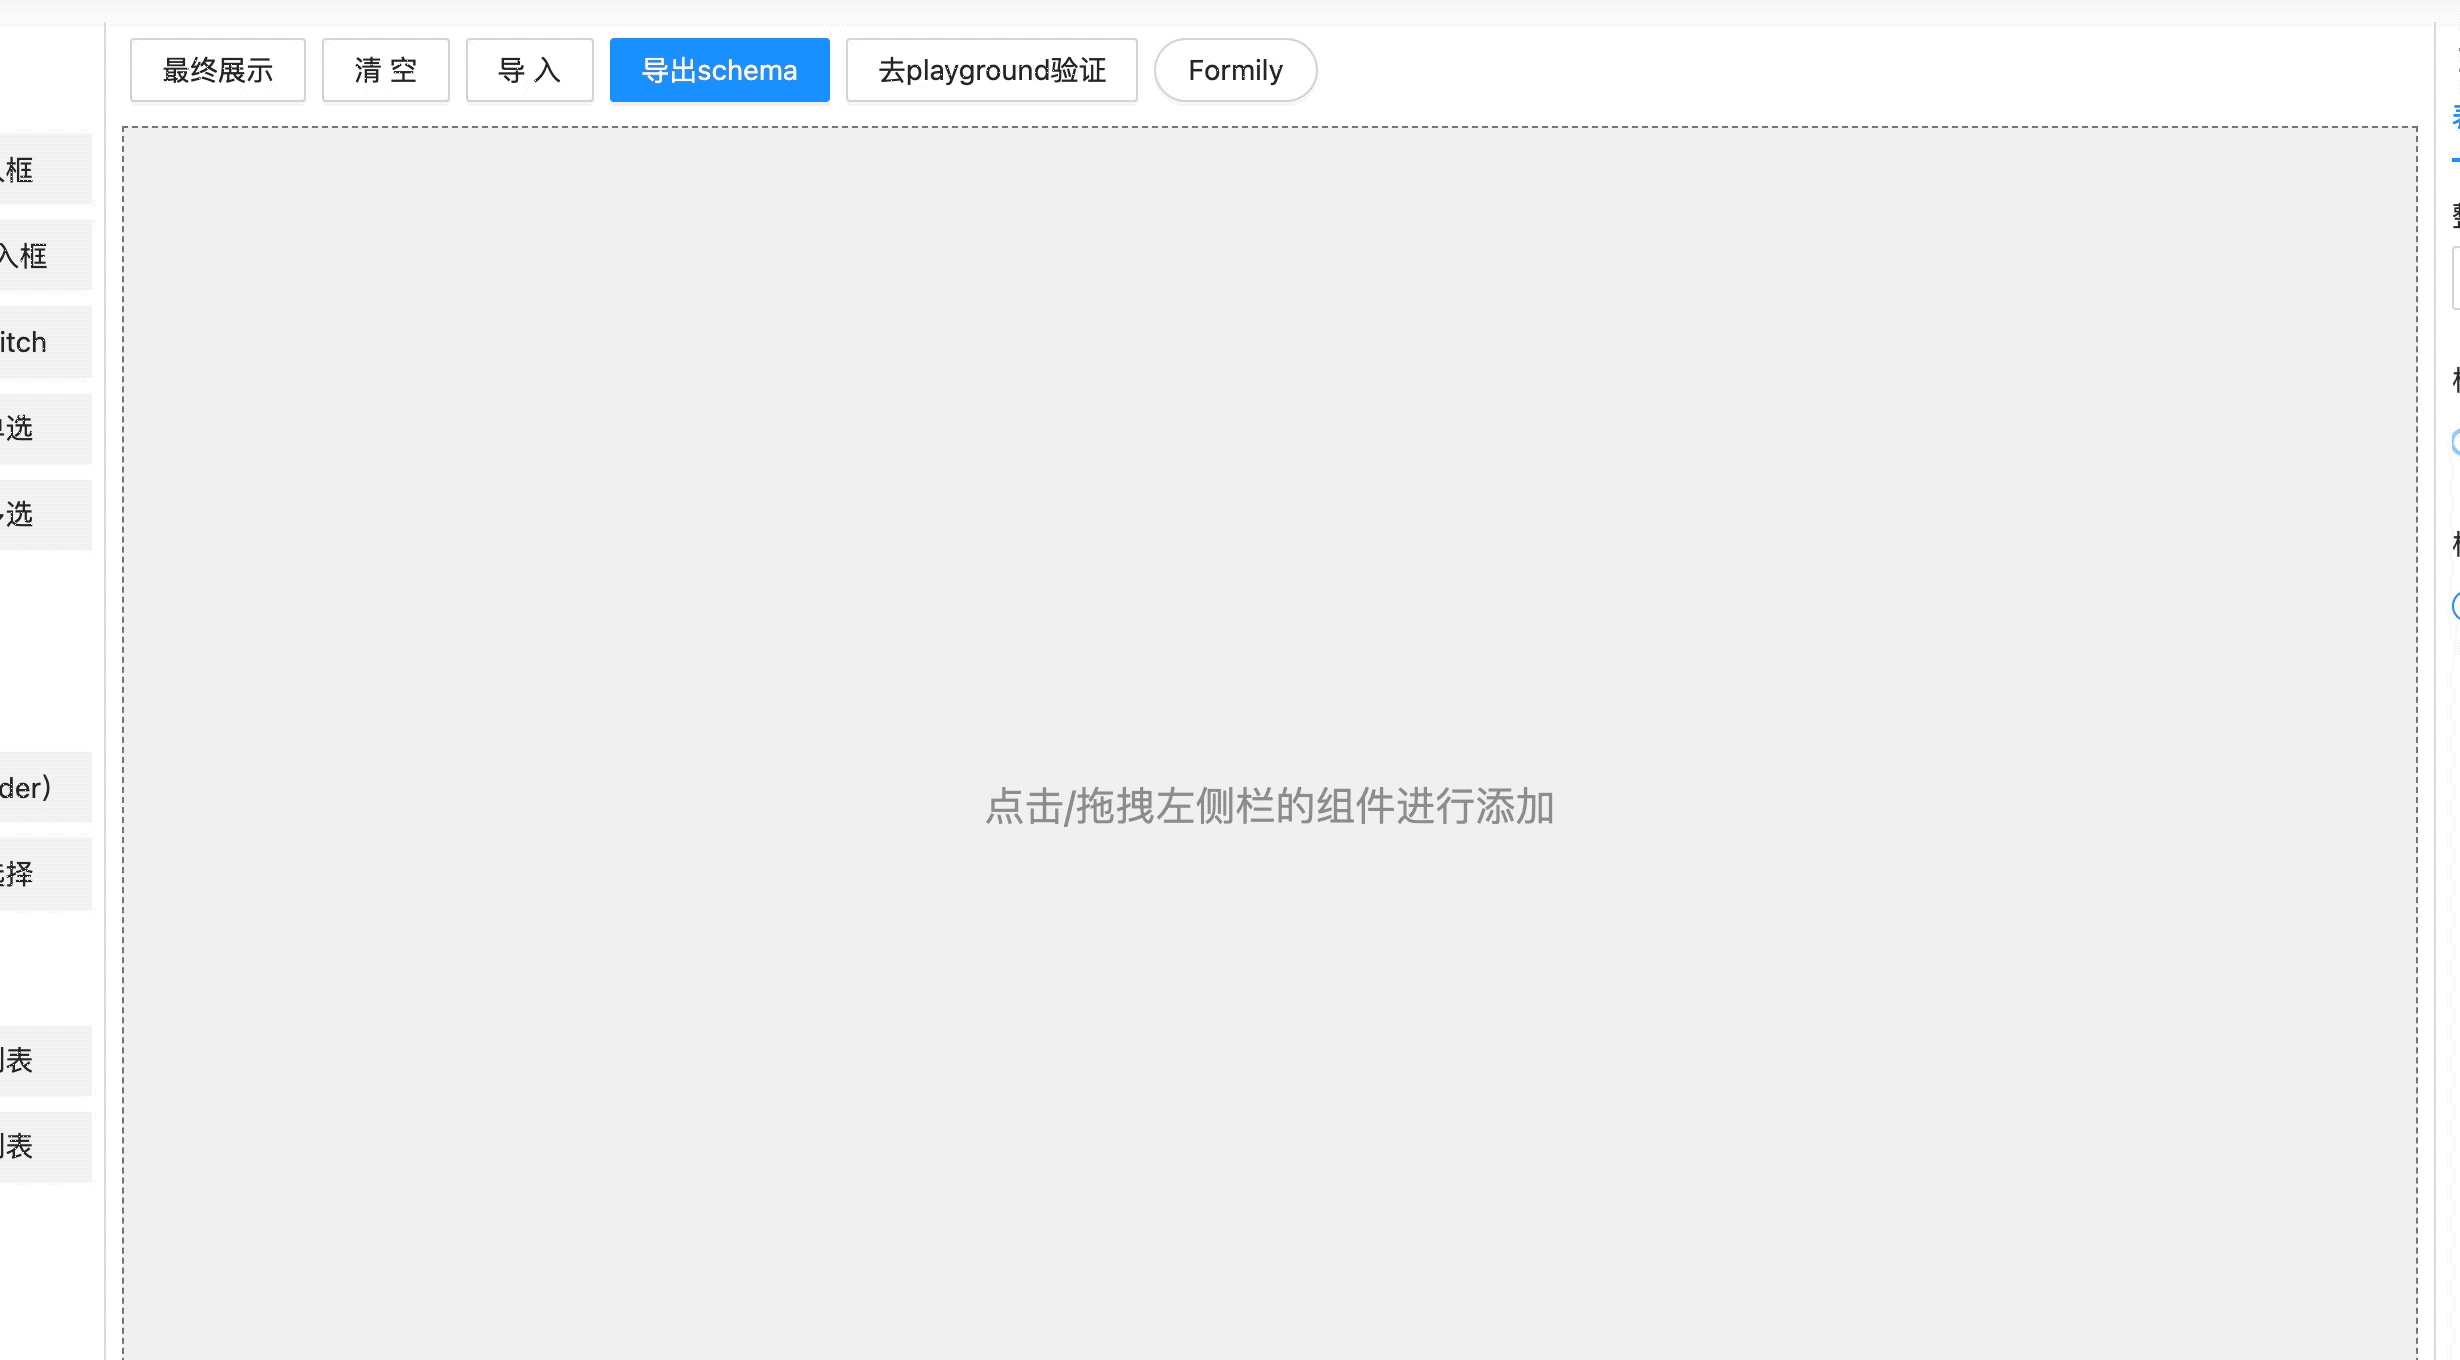 最终展示
清 空
导 入
导出schema
去playground验证
Formily
框
入框
itch
选
选
der)
择
表
表
点击/拖拽左侧栏的组件进行添加